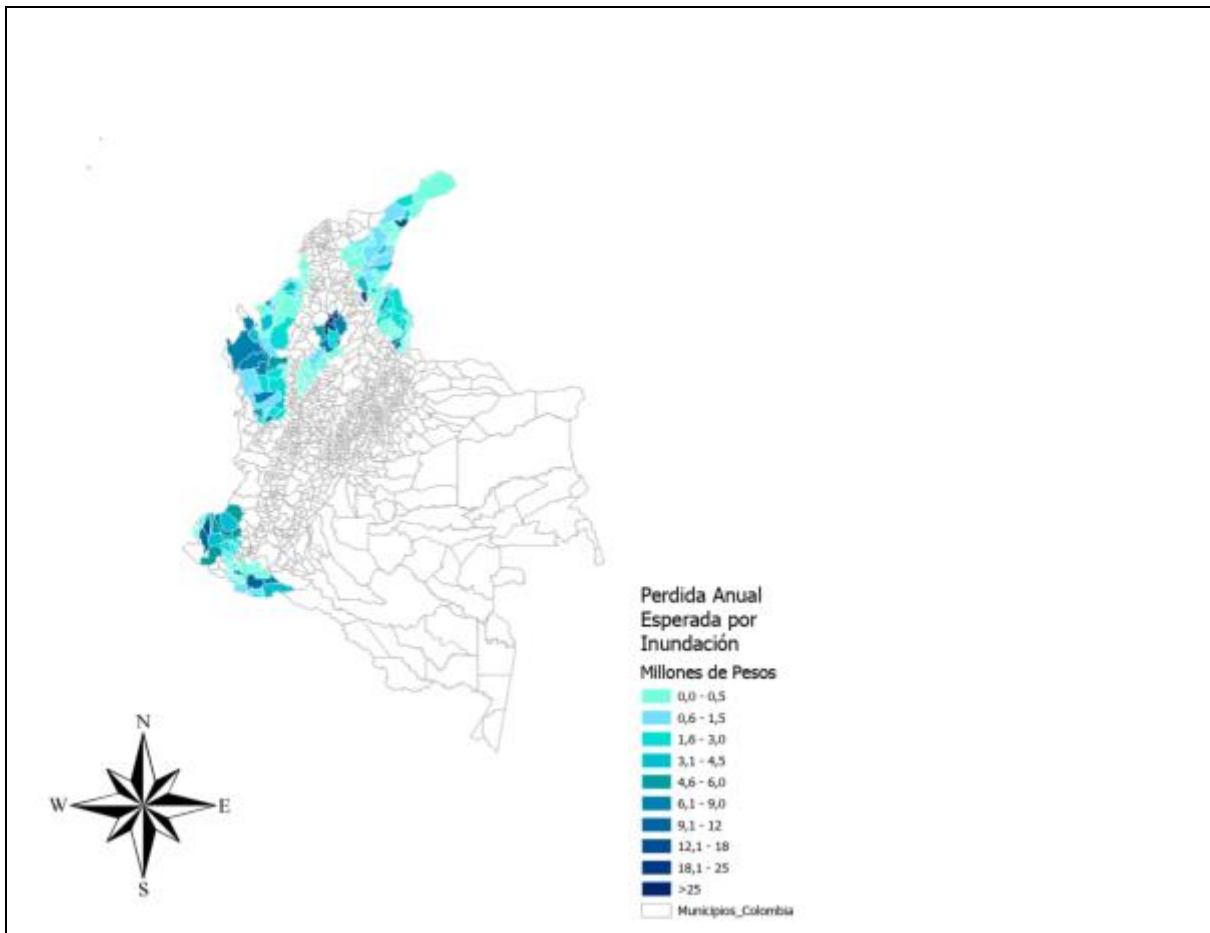 N
W
E
S
Perdida Anual
Esperada por
Inundación
Millones de Pesos
0,0 - 0,5
0,6 - 1,5
1,6 - 3,0
3,1 - 4,5
4,6 - 6,0
6,1 - 9,0
9,1 - 12
12,1 - 18
18,1 - 25
>25
Municipios_Colombia